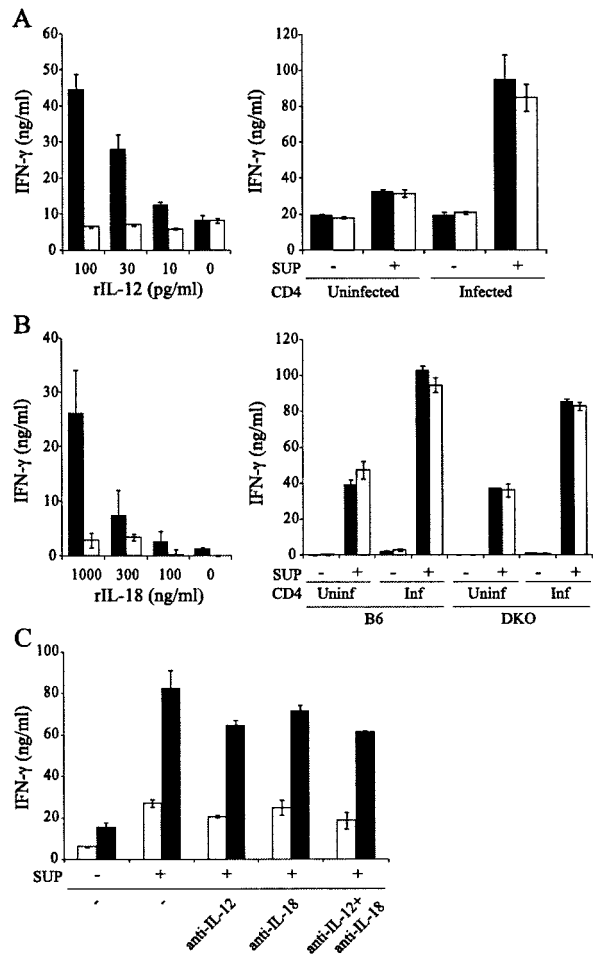 A
IFN-γ (ng/ml)
60
50
40
30
20
10
0
100 30 10 0
rIL-12 (pg/ml)
IFN-γ (ng/ml)
120
100
80
60
40
20
0
SUP - + - +
CD4 Uninfected Infected
B
IFN-γ (ng/ml)
40
30
20
10
0
1000 300 100 0
rIL-18 (ng/ml)
IFN-γ (ng/ml)
120
100
80
60
40
20
0
SUP - + - + - + - +
CD4 Uninf Inf Uninf Inf
B6 DKO
C
IFN-γ (ng/ml)
100
80
60
40
20
0
SUP - + + + +
- - anti-IL-12 anti-IL-18 anti-IL-12+
anti-IL-18